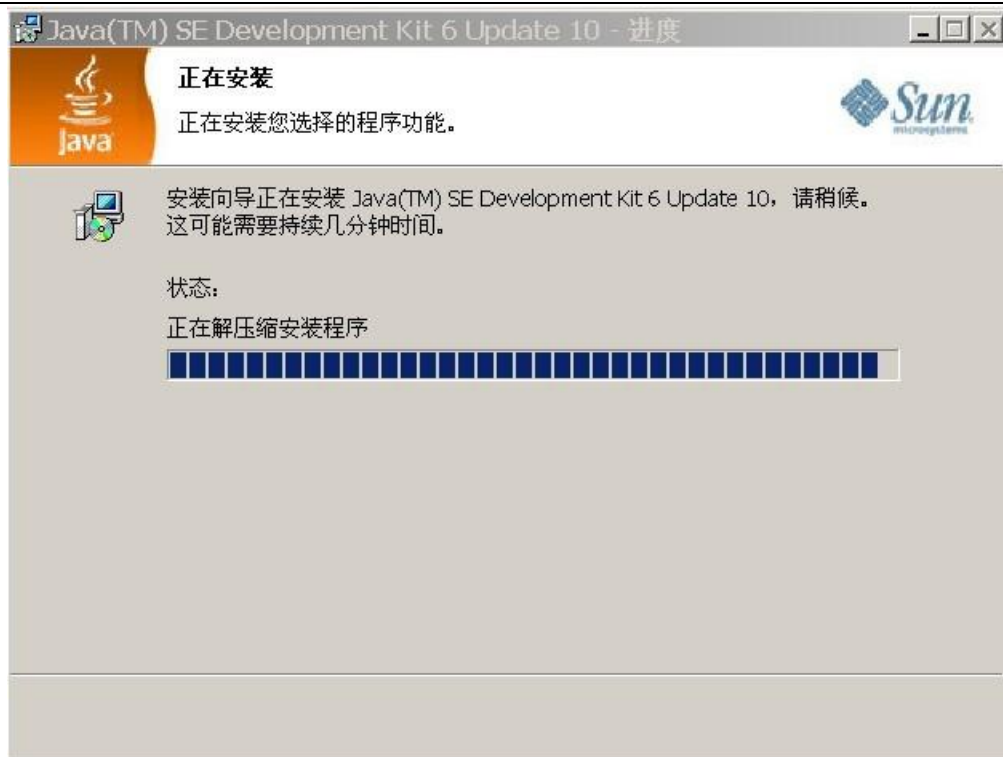 Java(TM) SE Development Kit 6 Update 10 - 进度
正在安装
正在安装您选择的程序功能。
Java
Sun
microsystems
安装向导正在安装 Java(TM) SE Development Kit 6 Update 10，请稍候。
这可能需要持续几分钟时间。
状态：
正在解压缩安装程序